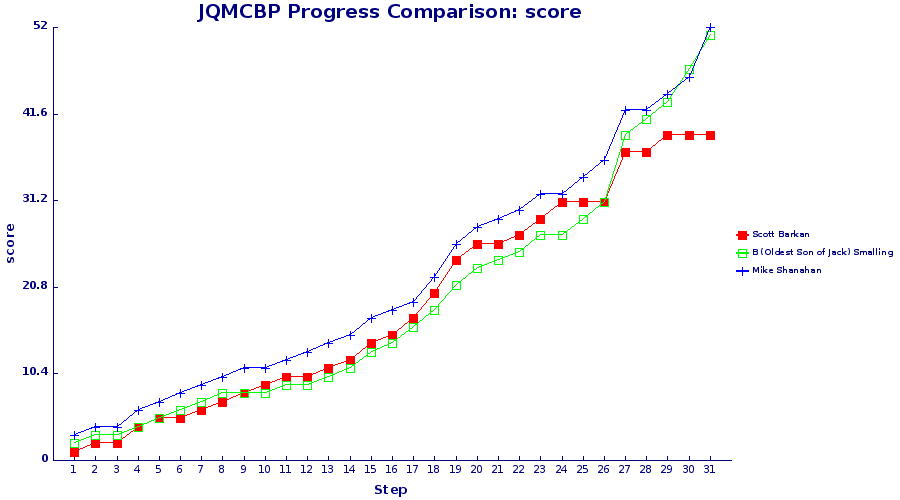 JQMCBP Progress Comparison: score
52
41.6
31.2
20.8
10.4
0
score
1 2 3 4 5 6 7 8 9 10 11 12 13 14 15 16 17 18 19 20 21 22 23 24 25 26 27 28 29 30 31
Step
Scott Barkan
B (Oldest Son of Jack) Smalling
Mike Shanahan